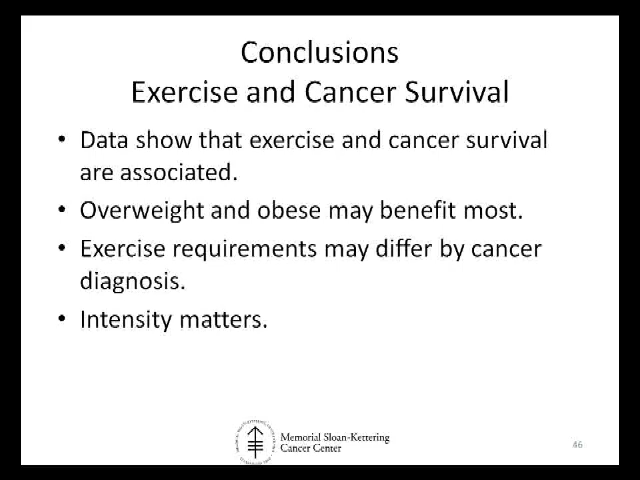 Conclusions
Exercise and Cancer Survival
• Data show that exercise and cancer survival
are associated.
• Overweight and obese may benefit most.
• Exercise requirements may differ by cancer
diagnosis.
• Intensity matters.
Memorial Sloan-Kettering
Cancer Center
46